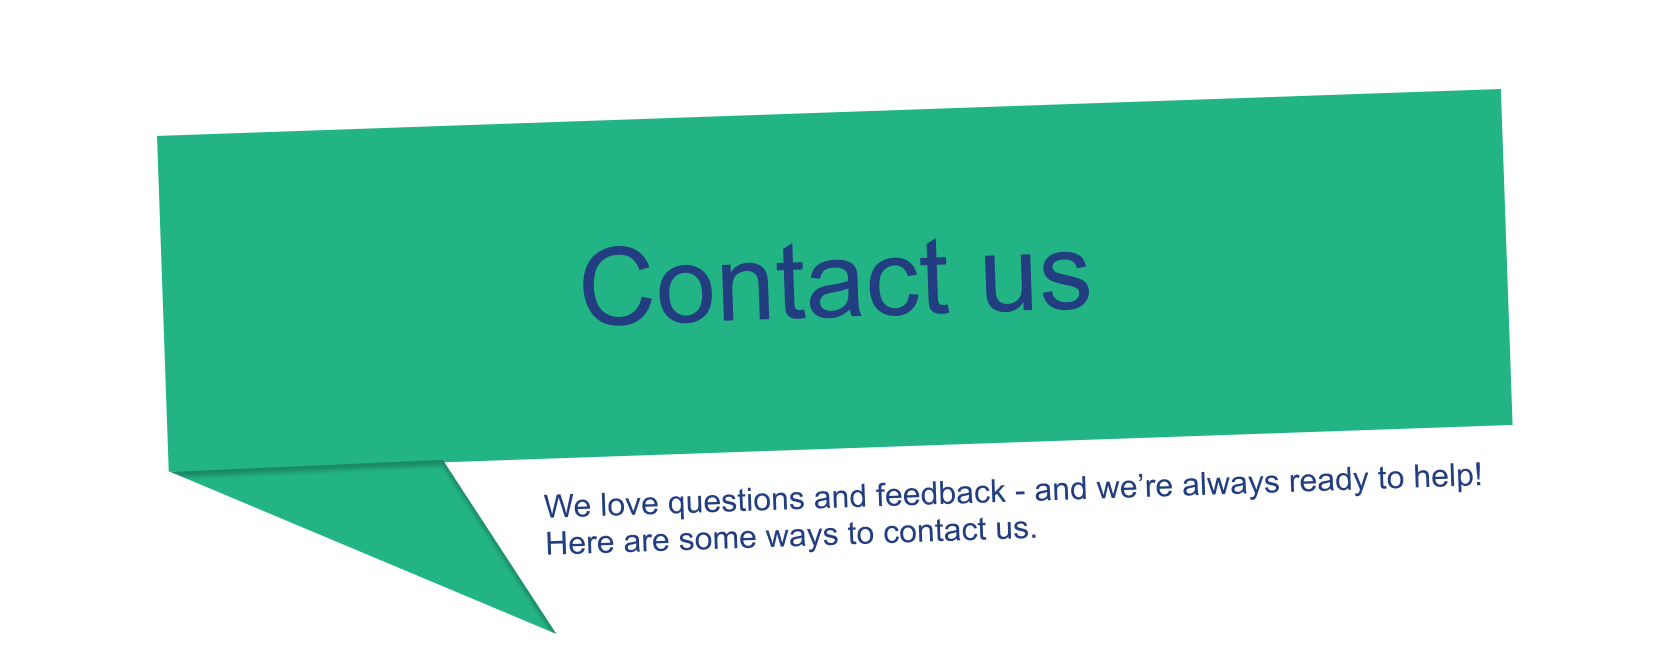 Contact us
We love questions and feedback - and we’re always ready to help!
Here are some ways to contact us.